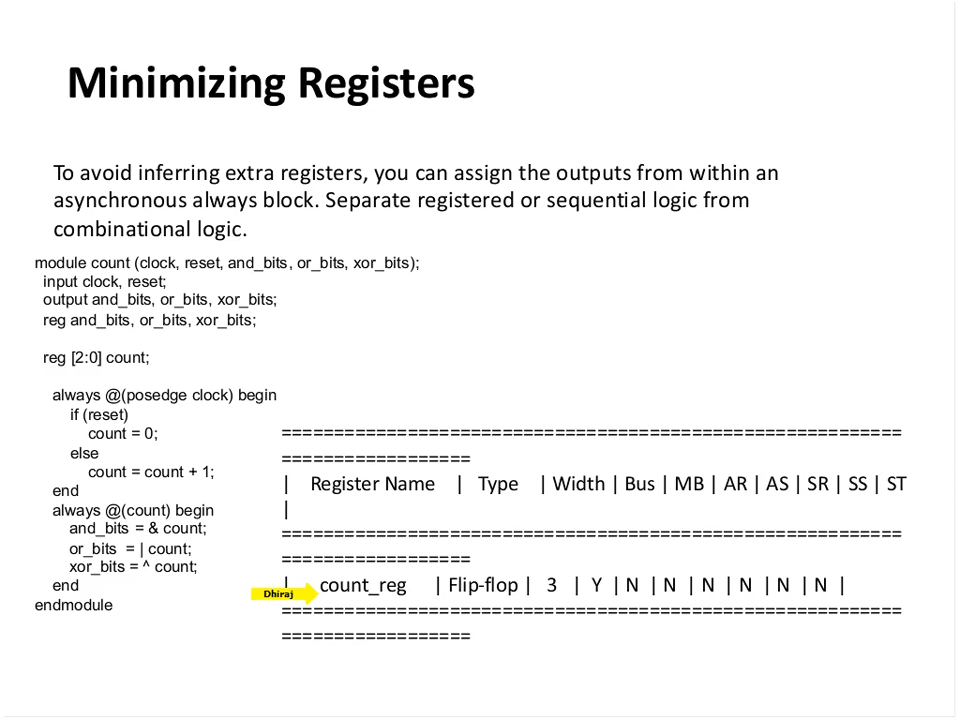 Minimizing Registers
To avoid inferring extra registers, you can assign the outputs from within an
asynchronous always block. Separate registered or sequential logic from
combinational logic.
module count (clock, reset, and_bits, or_bits, xor_bits);
input clock, reset;
output and_bits, or_bits, xor_bits;
reg and_bits, or_bits, xor_bits;
reg [2:0] count;
always @(posedge clock) begin
if (reset)
count = 0;
else
count = count + 1;
end
always @(count) begin
and_bits = & count;
or_bits = | count;
xor_bits = ^ count;
end
endmodule
===========================================================
==================
| Register Name | Type | Width | Bus | MB | AR | AS | SR | SS | ST
|
===========================================================
==================
| count_reg | Flip-flop | 3 | Y | N | N | N | N | N | N |
===========================================================
==================
Dhiraj